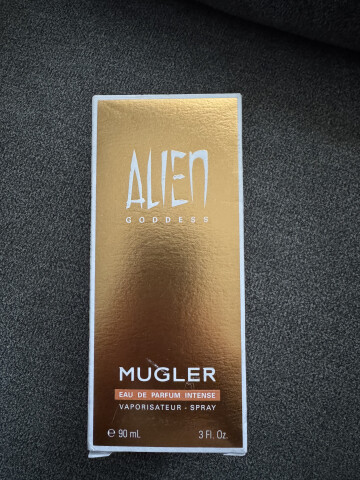 ALIEN
GODDESS
MUGLER
EAU DE PARFUM INTENSE
VAPORISATEUR - SPRAY
℮ 90 mL 3 Fl. Oz.